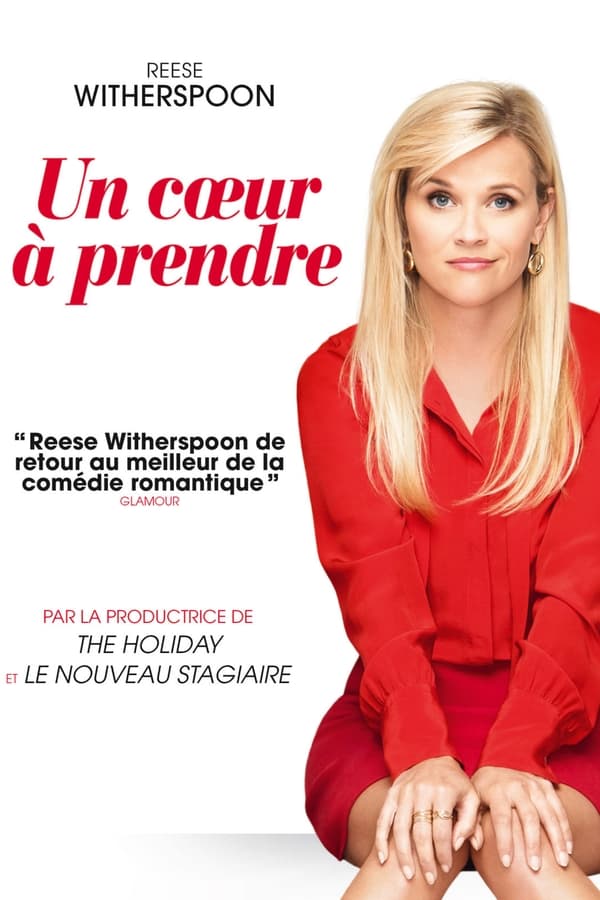 REESE
WITHERSPOON
Un cœur
à prendre
“Reese Witherspoon de
retour au meilleur de la
comédie romantique”
GLAMOUR
PAR LA PRODUCTRICE DE
THE HOLIDAY
ET LE NOUVEAU STAGIAIRE